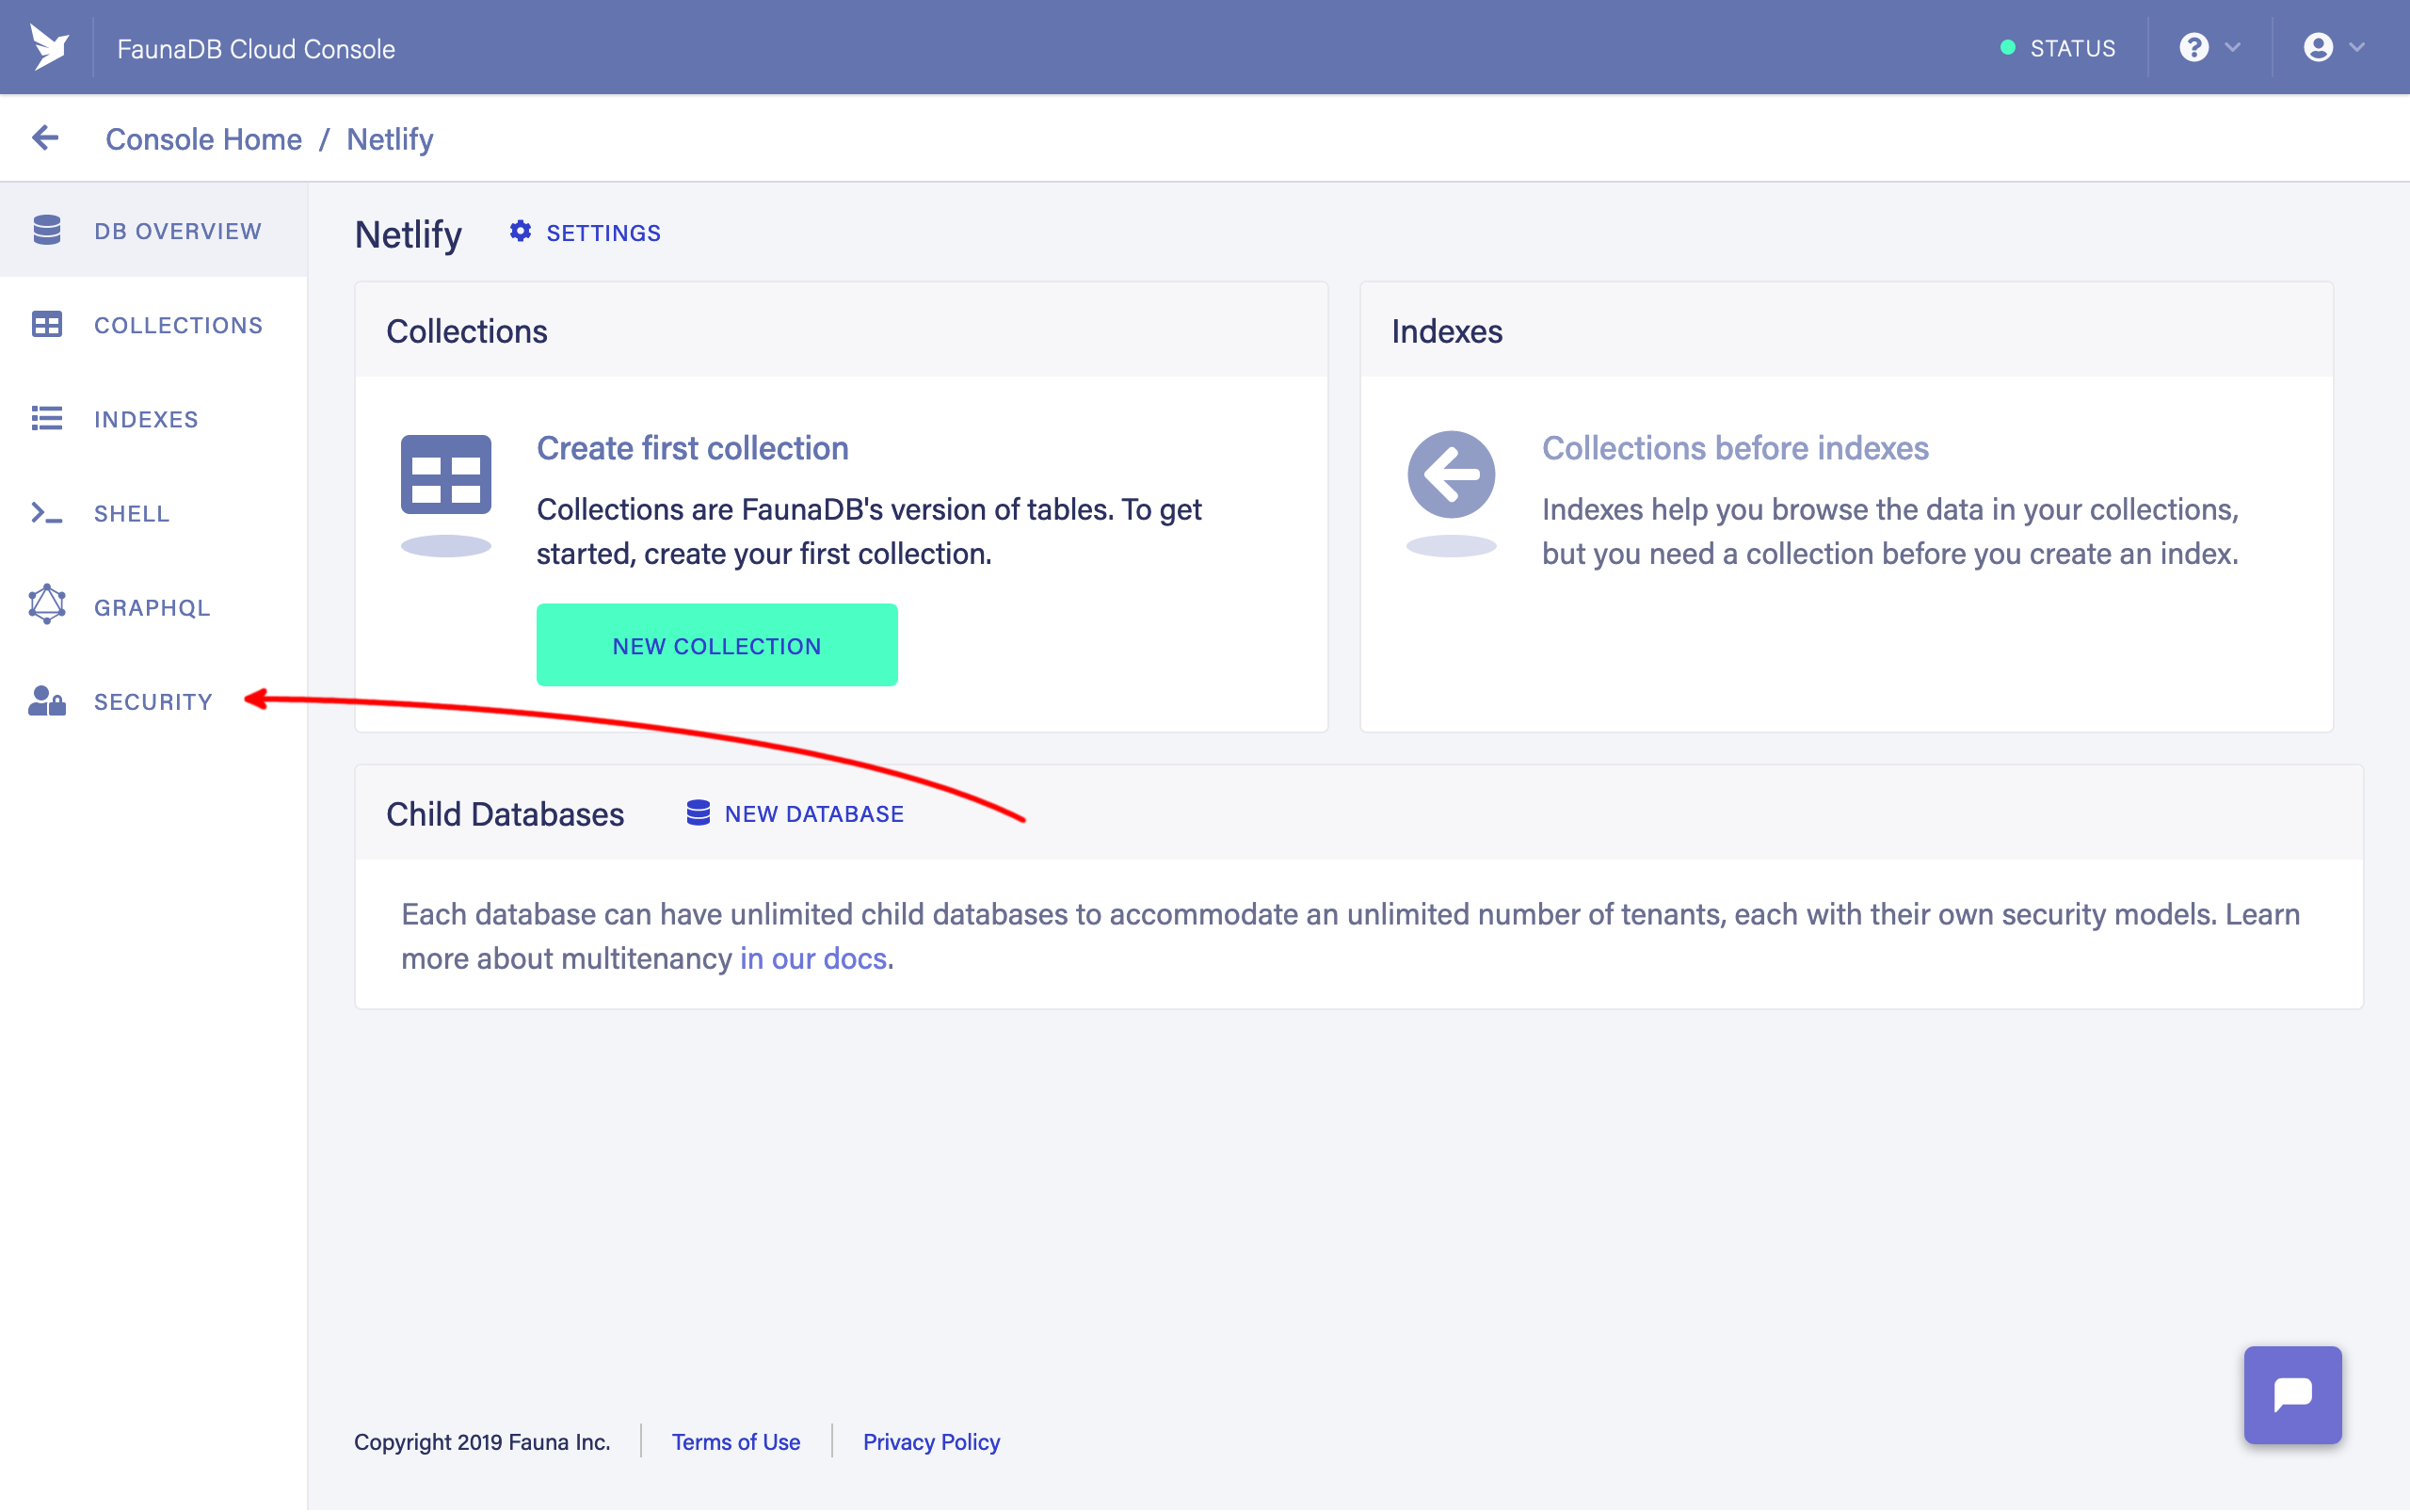 FaunaDB Cloud Console
STATUS
Console Home / Netlify
DB OVERVIEW
COLLECTIONS
INDEXES
SHELL
GRAPHQL
SECURITY
Netlify
SETTINGS
Collections
Create first collection
Collections are FaunaDB's version of tables. To get
started, create your first collection.
NEW COLLECTION
Indexes
Collections before indexes
Indexes help you browse the data in your collections,
but you need a collection before you create an index.
Child Databases
NEW DATABASE
Each database can have unlimited child databases to accommodate an unlimited number of tenants, each with their own security models. Learn
more about multitenancy in our docs.
Copyright 2019 Fauna Inc.
Terms of Use
Privacy Policy